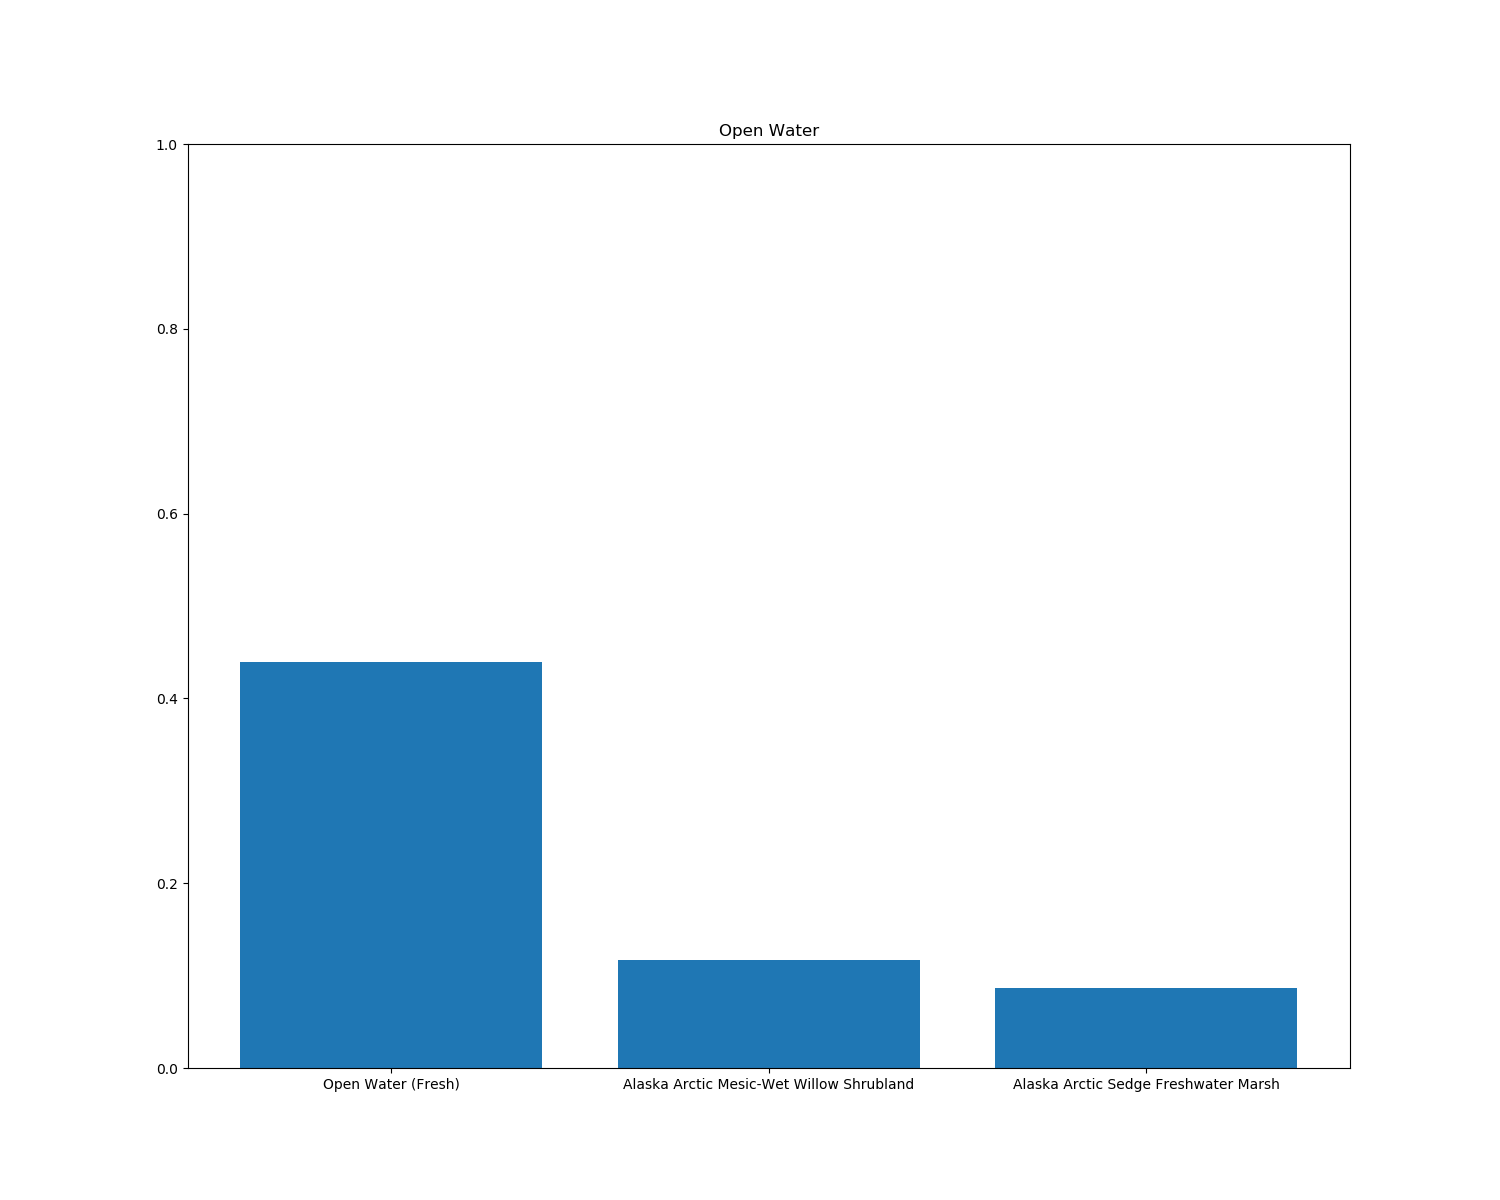 Open Water
1.0
0.8
0.6
0.4
0.2
0.0
Open Water (Fresh)
Alaska Arctic Mesic-Wet Willow Shrubland
Alaska Arctic Sedge Freshwater Marsh